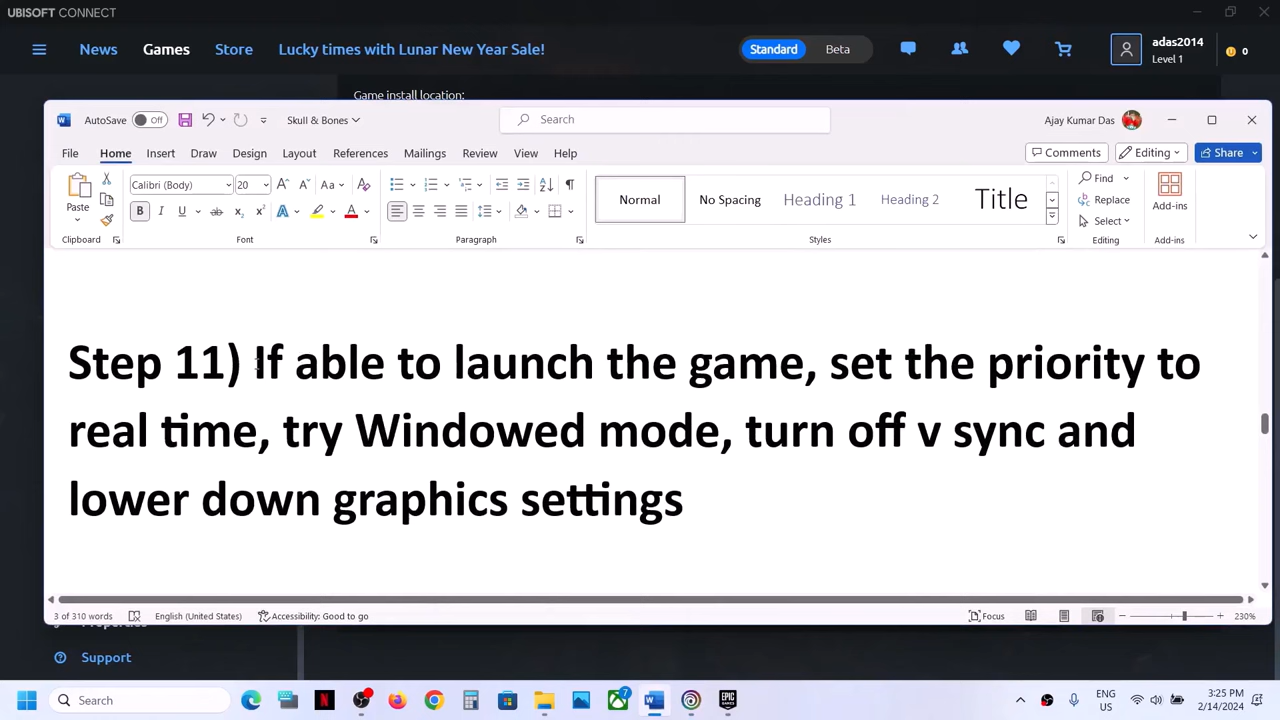 UBISOFT CONNECT
News Games Store Lucky times with Lunar New Year Sale! Standard Beta adas2014 0
Level 1
Game install location:
AutoSave Off Skull & Bones Search Ajay Kumar Das
File Home Insert Draw Design Layout References Mailings Review View Help Comments Editing Share
Paste Calibri (Body) 20 Normal No Spacing Heading 1 Heading 2 Title Find Replace Select Add-ins
Clipboard Font Paragraph Styles Editing Add-ins
Step 11) If able to launch the game, set the priority to
real time, try Windowed mode, turn off v sync and
lower down graphics settings
3 of 310 words English (United States) Accessibility: Good to go Focus 230%
Properties
Support
Search 7 EPIC GAMES ENG 3:25 PM
US 2/14/2024